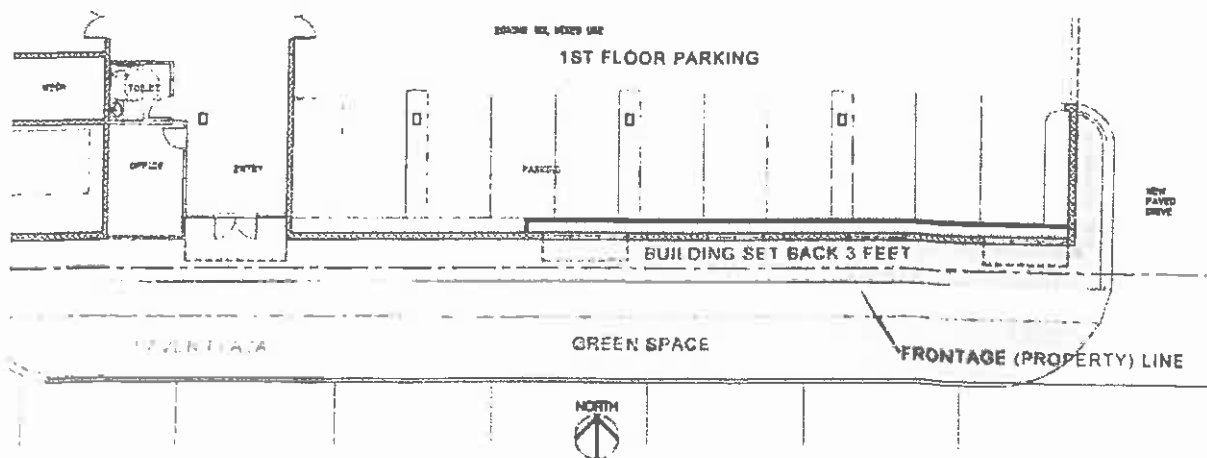 1ST FLOOR PARKING
TOILET
OFFICE
ENTRY
PARKING
NEW
PAVED
DRIVE
BUILDING SET BACK 3 FEET
GREEN SPACE
FRONTAGE (PROPERTY) LINE
NORTH